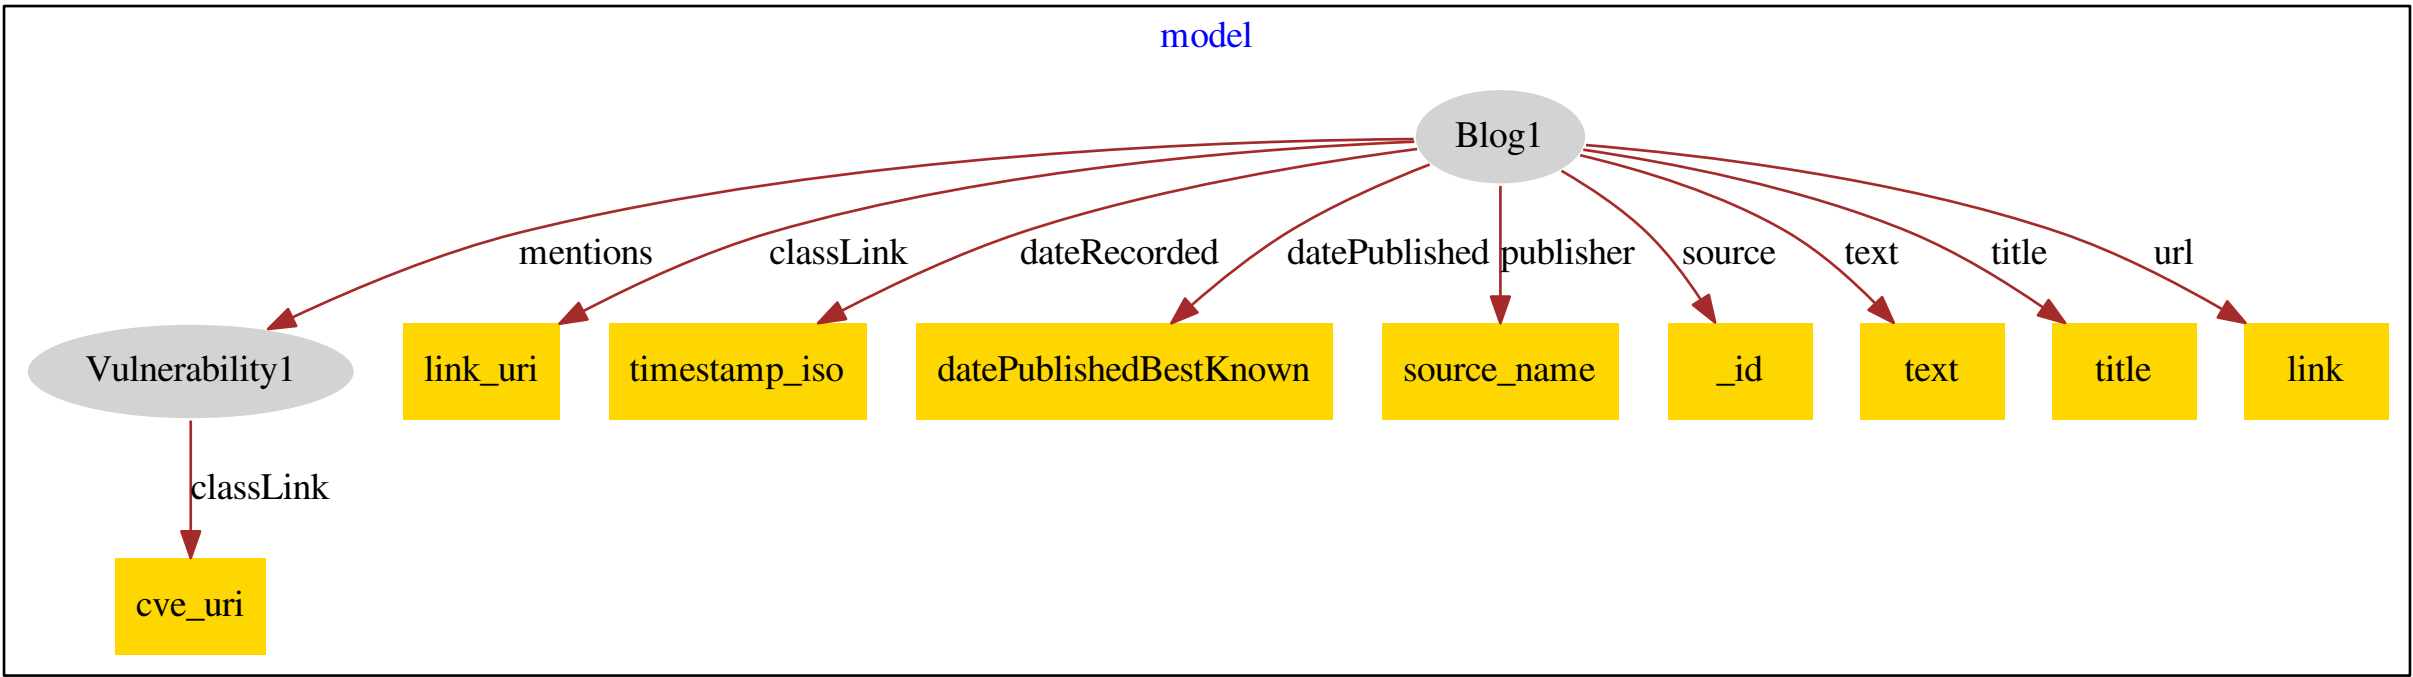 model
Blog1
mentions
classLink
dateRecorded
datePublished
publisher
source
text
title
url
Vulnerability1
link_uri
timestamp_iso
datePublishedBestKnown
source_name
_id
text
title
link
classLink
cve_uri